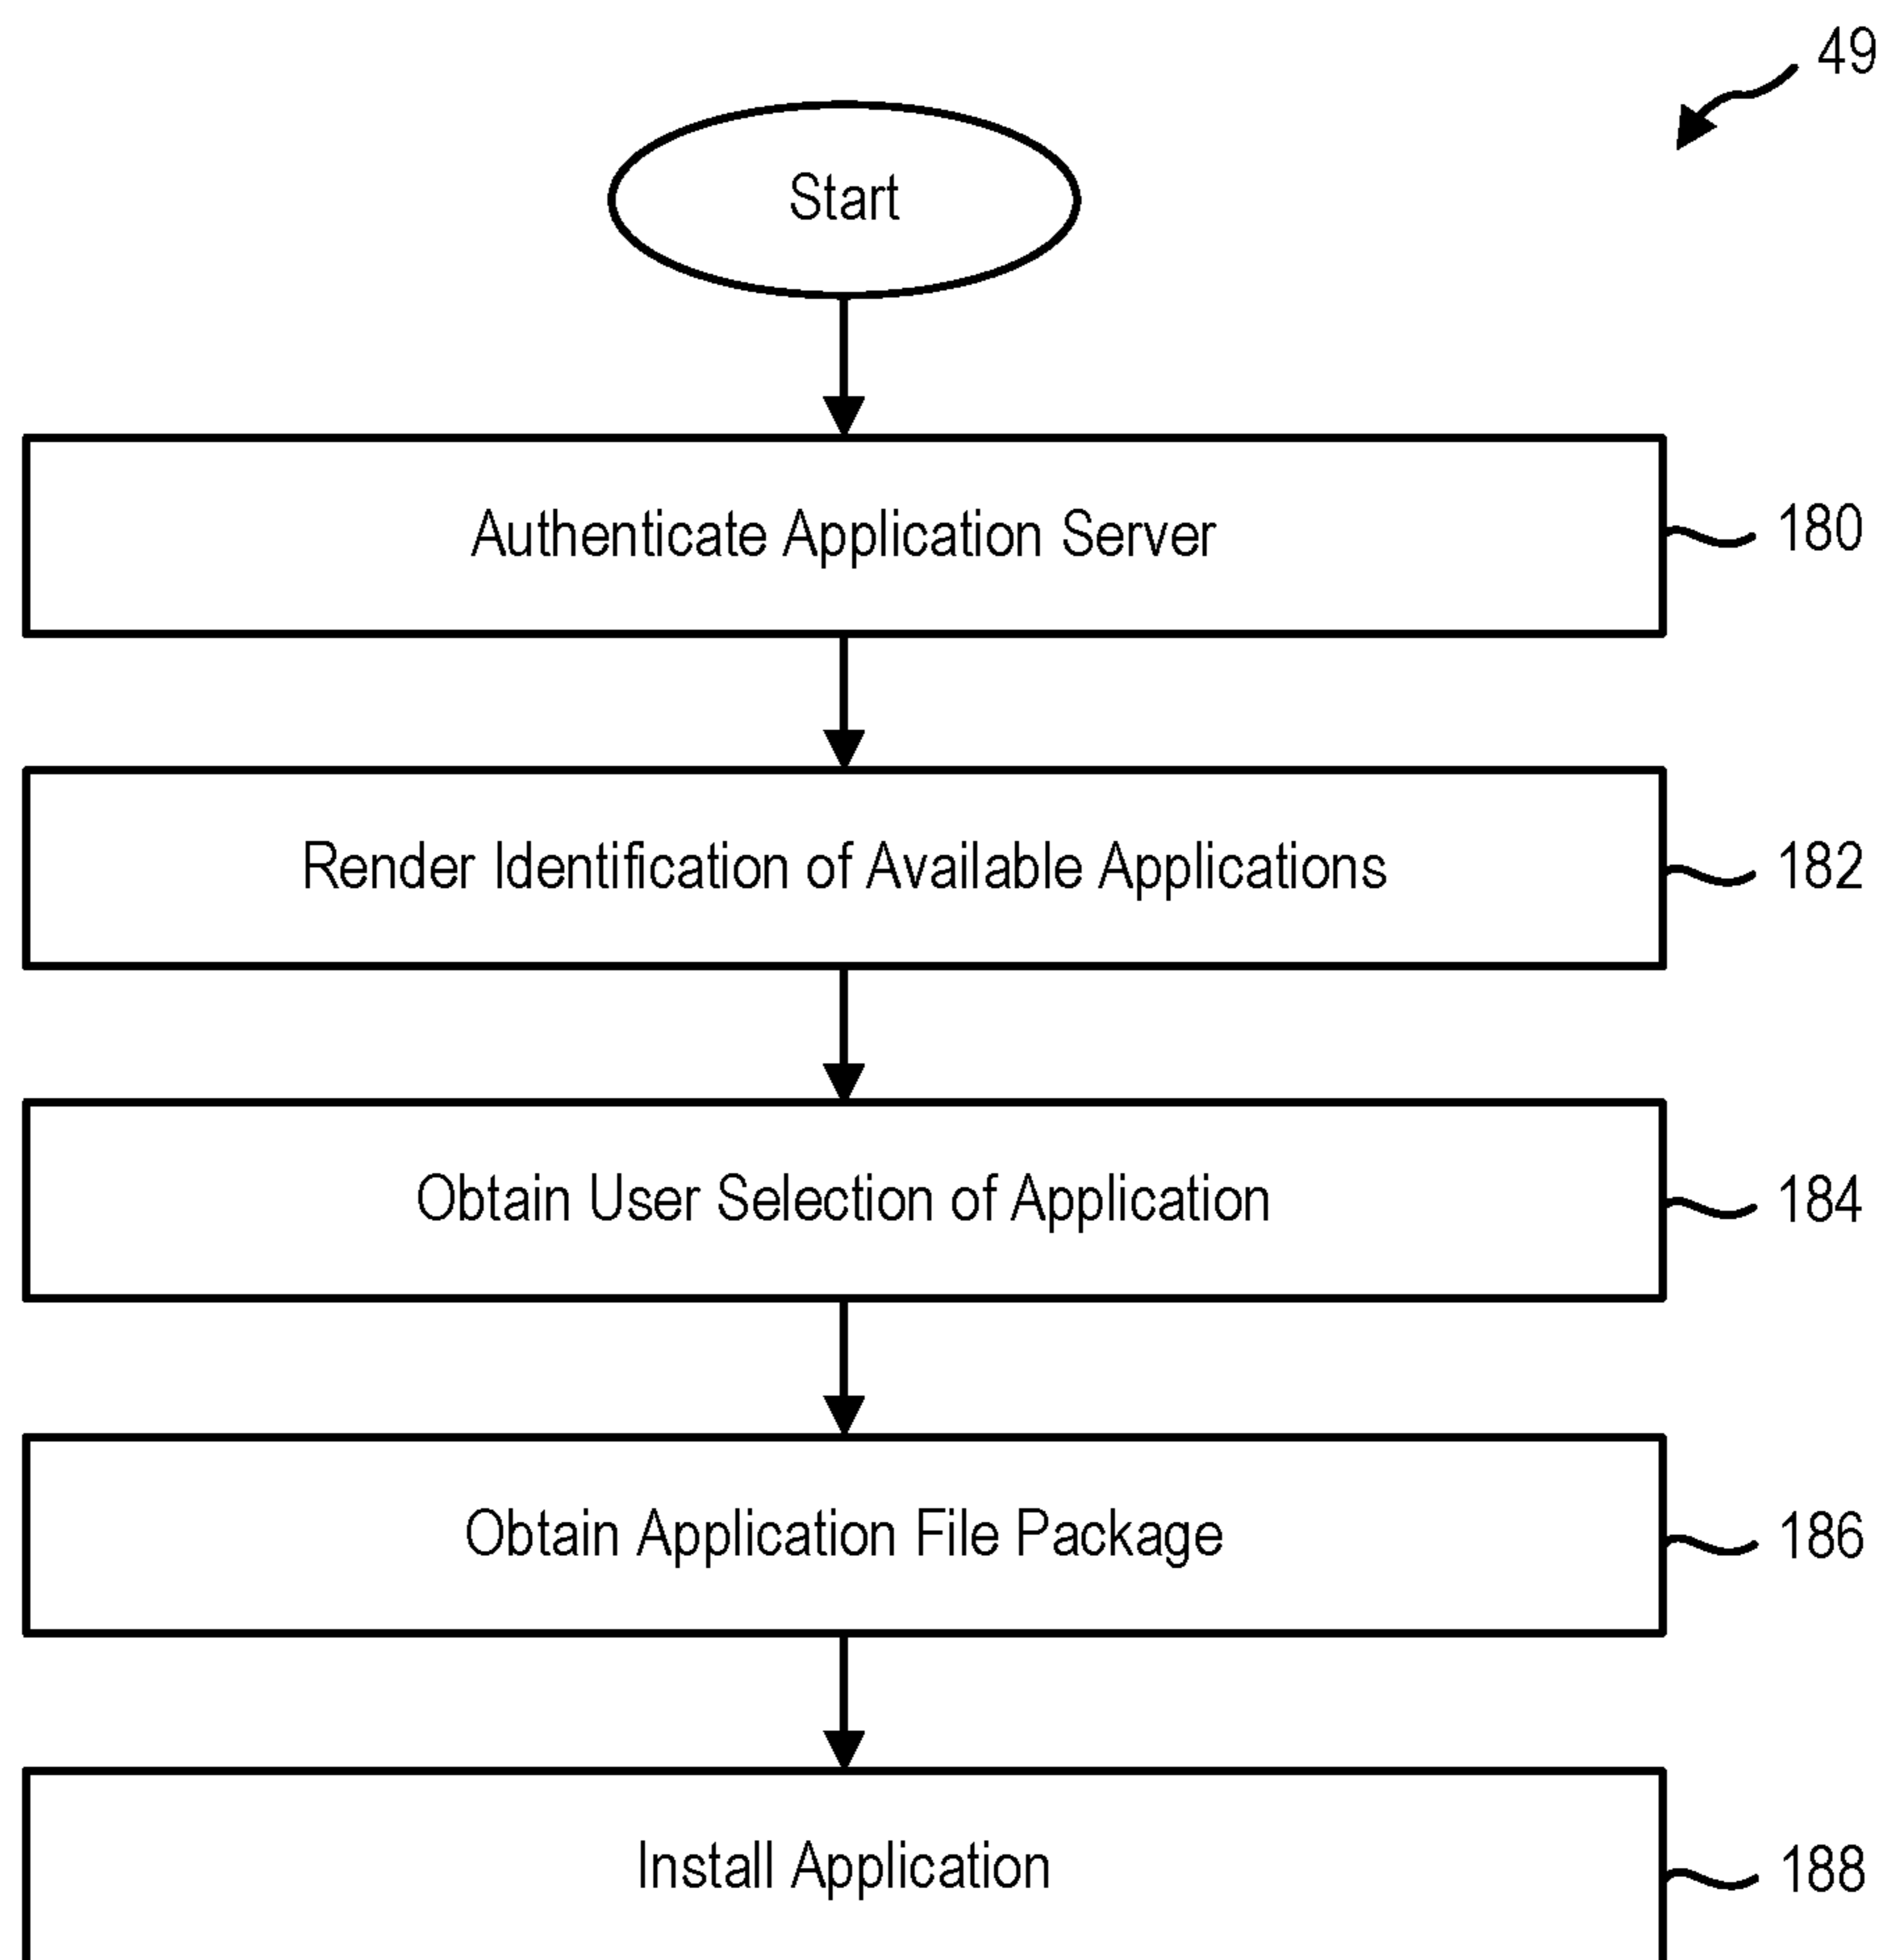 49
Start
Authenticate Application Server
180
Render Identification of Available Applications
182
Obtain User Selection of Application
184
Obtain Application File Package
186
Install Application
188